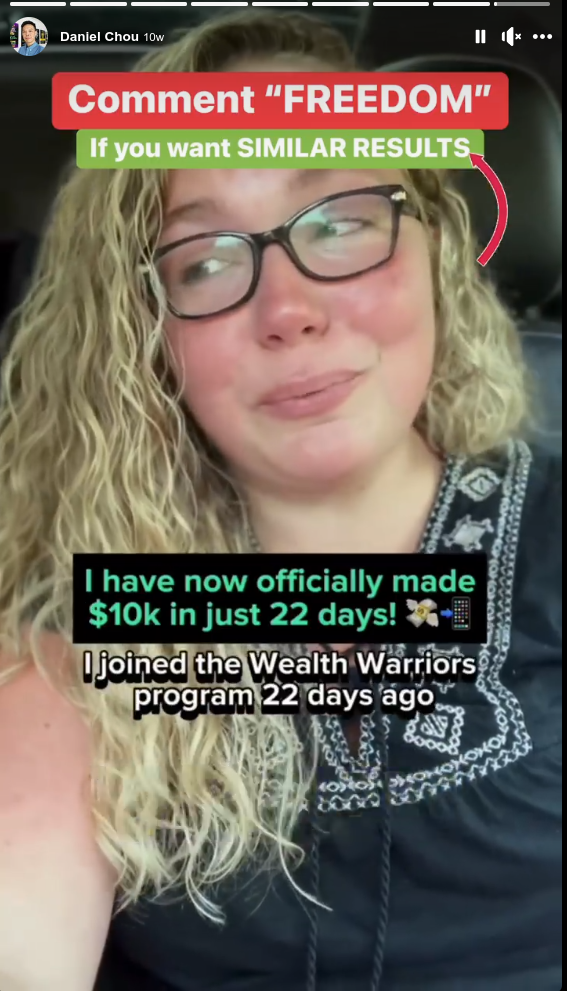 Daniel Chou 10w
Comment “FREEDOM”
If you want SIMILAR RESULTS
I have now officially made
$10k in just 22 days! 💸📲
I joined the Wealth Warriors
program 22 days ago